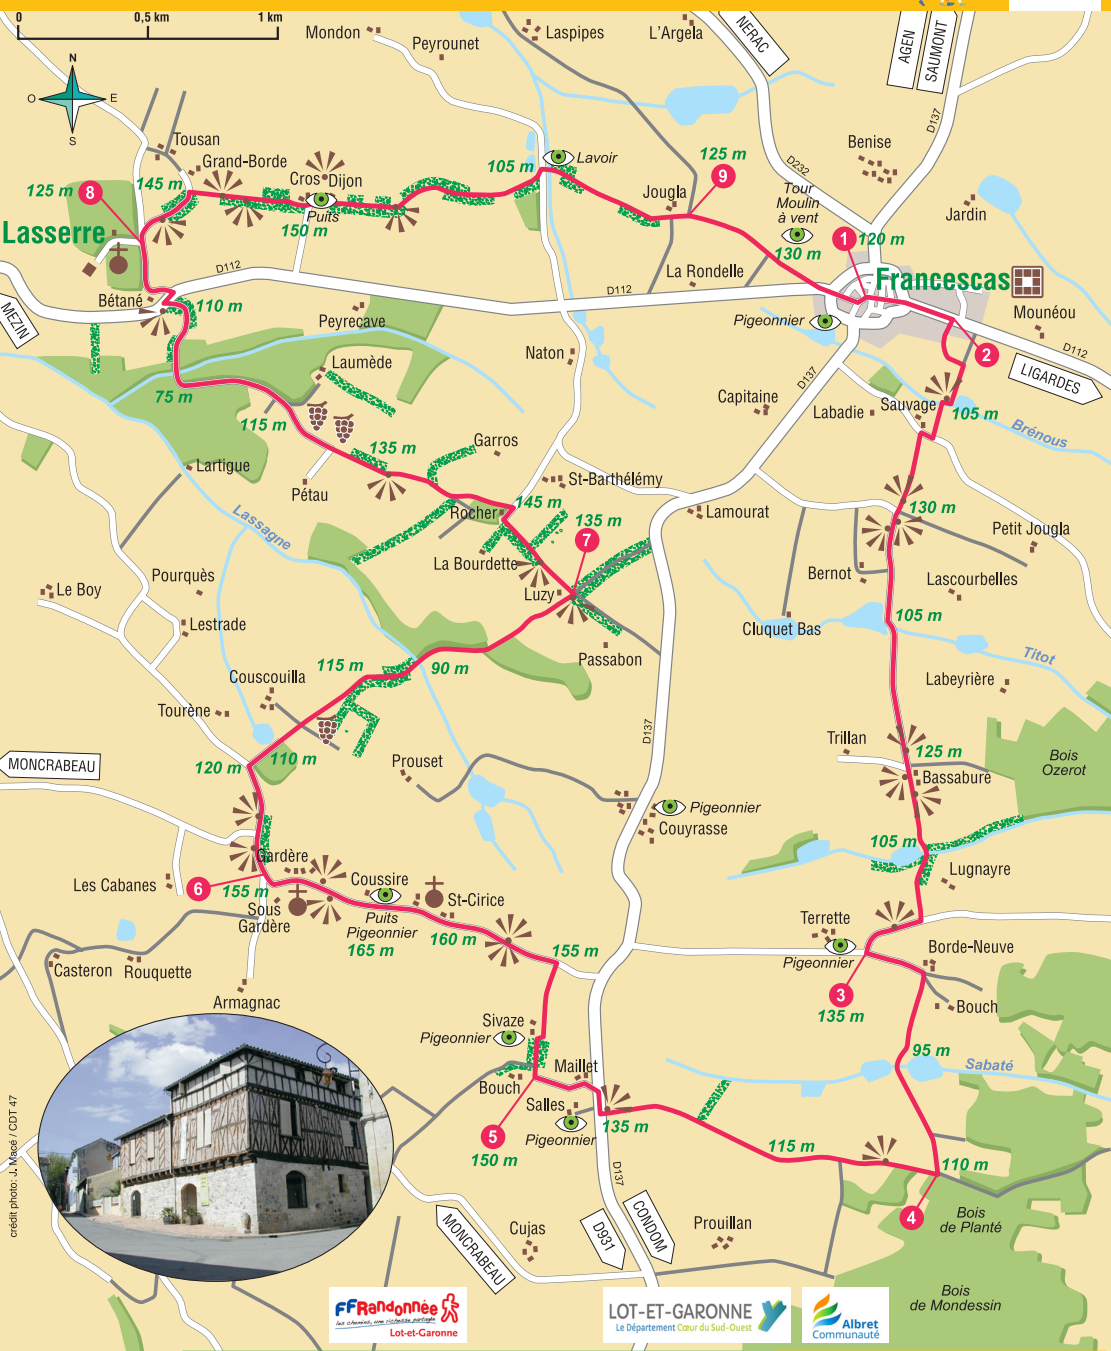 0
0,5 km
1 km
N
O
E
S
Mondon
Peyrounet
Laspipes
L'Argela
NERAC
AGEN
SAUMONT
D137
D232
Tousan
Grand-Borde
Cros
Dijon
Puits
150 m
105 m
Lavoir
125 m
9
Jougla
Benise
Tour
Moulin
à vent
130 m
Jardin
125 m
8
145 m
Lasserre
1
120 m
Francescas
La Rondelle
D112
D112
Bétané
110 m
MEZIN
Peyrecave
Pigeonnier
Mounéou
2
D112
LIGARDES
Naton
Laumède
75 m
D137
Capitaine
Labadie
Sauvage
105 m
Brénous
115 m
135 m
Garros
Lartigue
Pétau
St-Barthélémy
Rocher
145 m
135 m
7
Lamourat
130 m
Petit Jougla
Lassagne
La Bourdette
Pourquès
Le Boy
Luzy
Bernot
Lascourbelles
Lestrade
105 m
Cluquet Bas
Passabon
Titot
115 m
90 m
Couscouilla
Labeyrière
Tourène
D137
Trillan
125 m
Bois
Ozerot
MONCRABEAU
120 m
110 m
Prouset
Bassabure
Pigeonnier
Couyrasse
105 m
Gardère
Lugnayre
Les Cabanes
6
155 m
Coussire
St-Cirice
Sous
Gardère
Puits
Pigeonnier
165 m
160 m
Terrette
Pigeonnier
155 m
Borde-Neuve
Casteron
Rouquette
3
135 m
Bouch
Armagnac
Sivaze
Pigeonnier
95 m
Sabaté
Maillet
Bouch
Salles
Pigeonnier
135 m
5
150 m
115 m
110 m
4
D137
Bois
de Planté
MONCRABEAU
Cujas
D931
CONDOM
Prouillan
Bois
de Mondessin
crédit photo: J. Macé / CDT 47
FFRandonnée
les chemins, une richesse partagée
Lot-et-Garonne
LOT-ET-GARONNE
Le Département Cœur du Sud-Ouest
Albret
Communauté